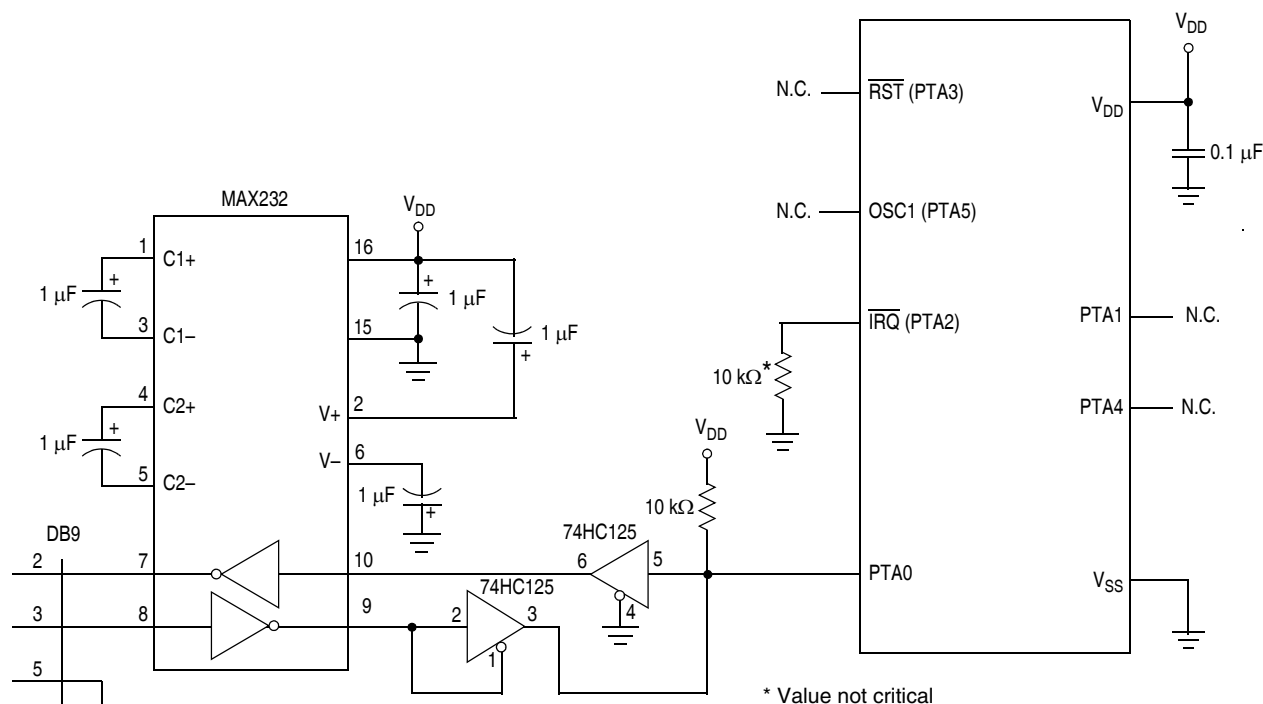 V_DD
N.C.
R̅S̅T̅ (PTA3)
V_DD
0.1 μF
MAX232
V_DD
N.C.
OSC1 (PTA5)
1
C1+
16
+
1 μF
+
1 μF
PTA1
N.C.
I̅R̅Q̅ (PTA2)
3
C1–
15
1 μF
+
10 kΩ*
4
C2+
V+
2
PTA4
N.C.
+
1 μF
V_DD
V–
6
5
C2–
1 μF
+
10 kΩ
DB9
74HC125
2
7
10
6
5
PTA0
V_SS
74HC125
4
3
8
9
2
3
1
5
* Value not critical